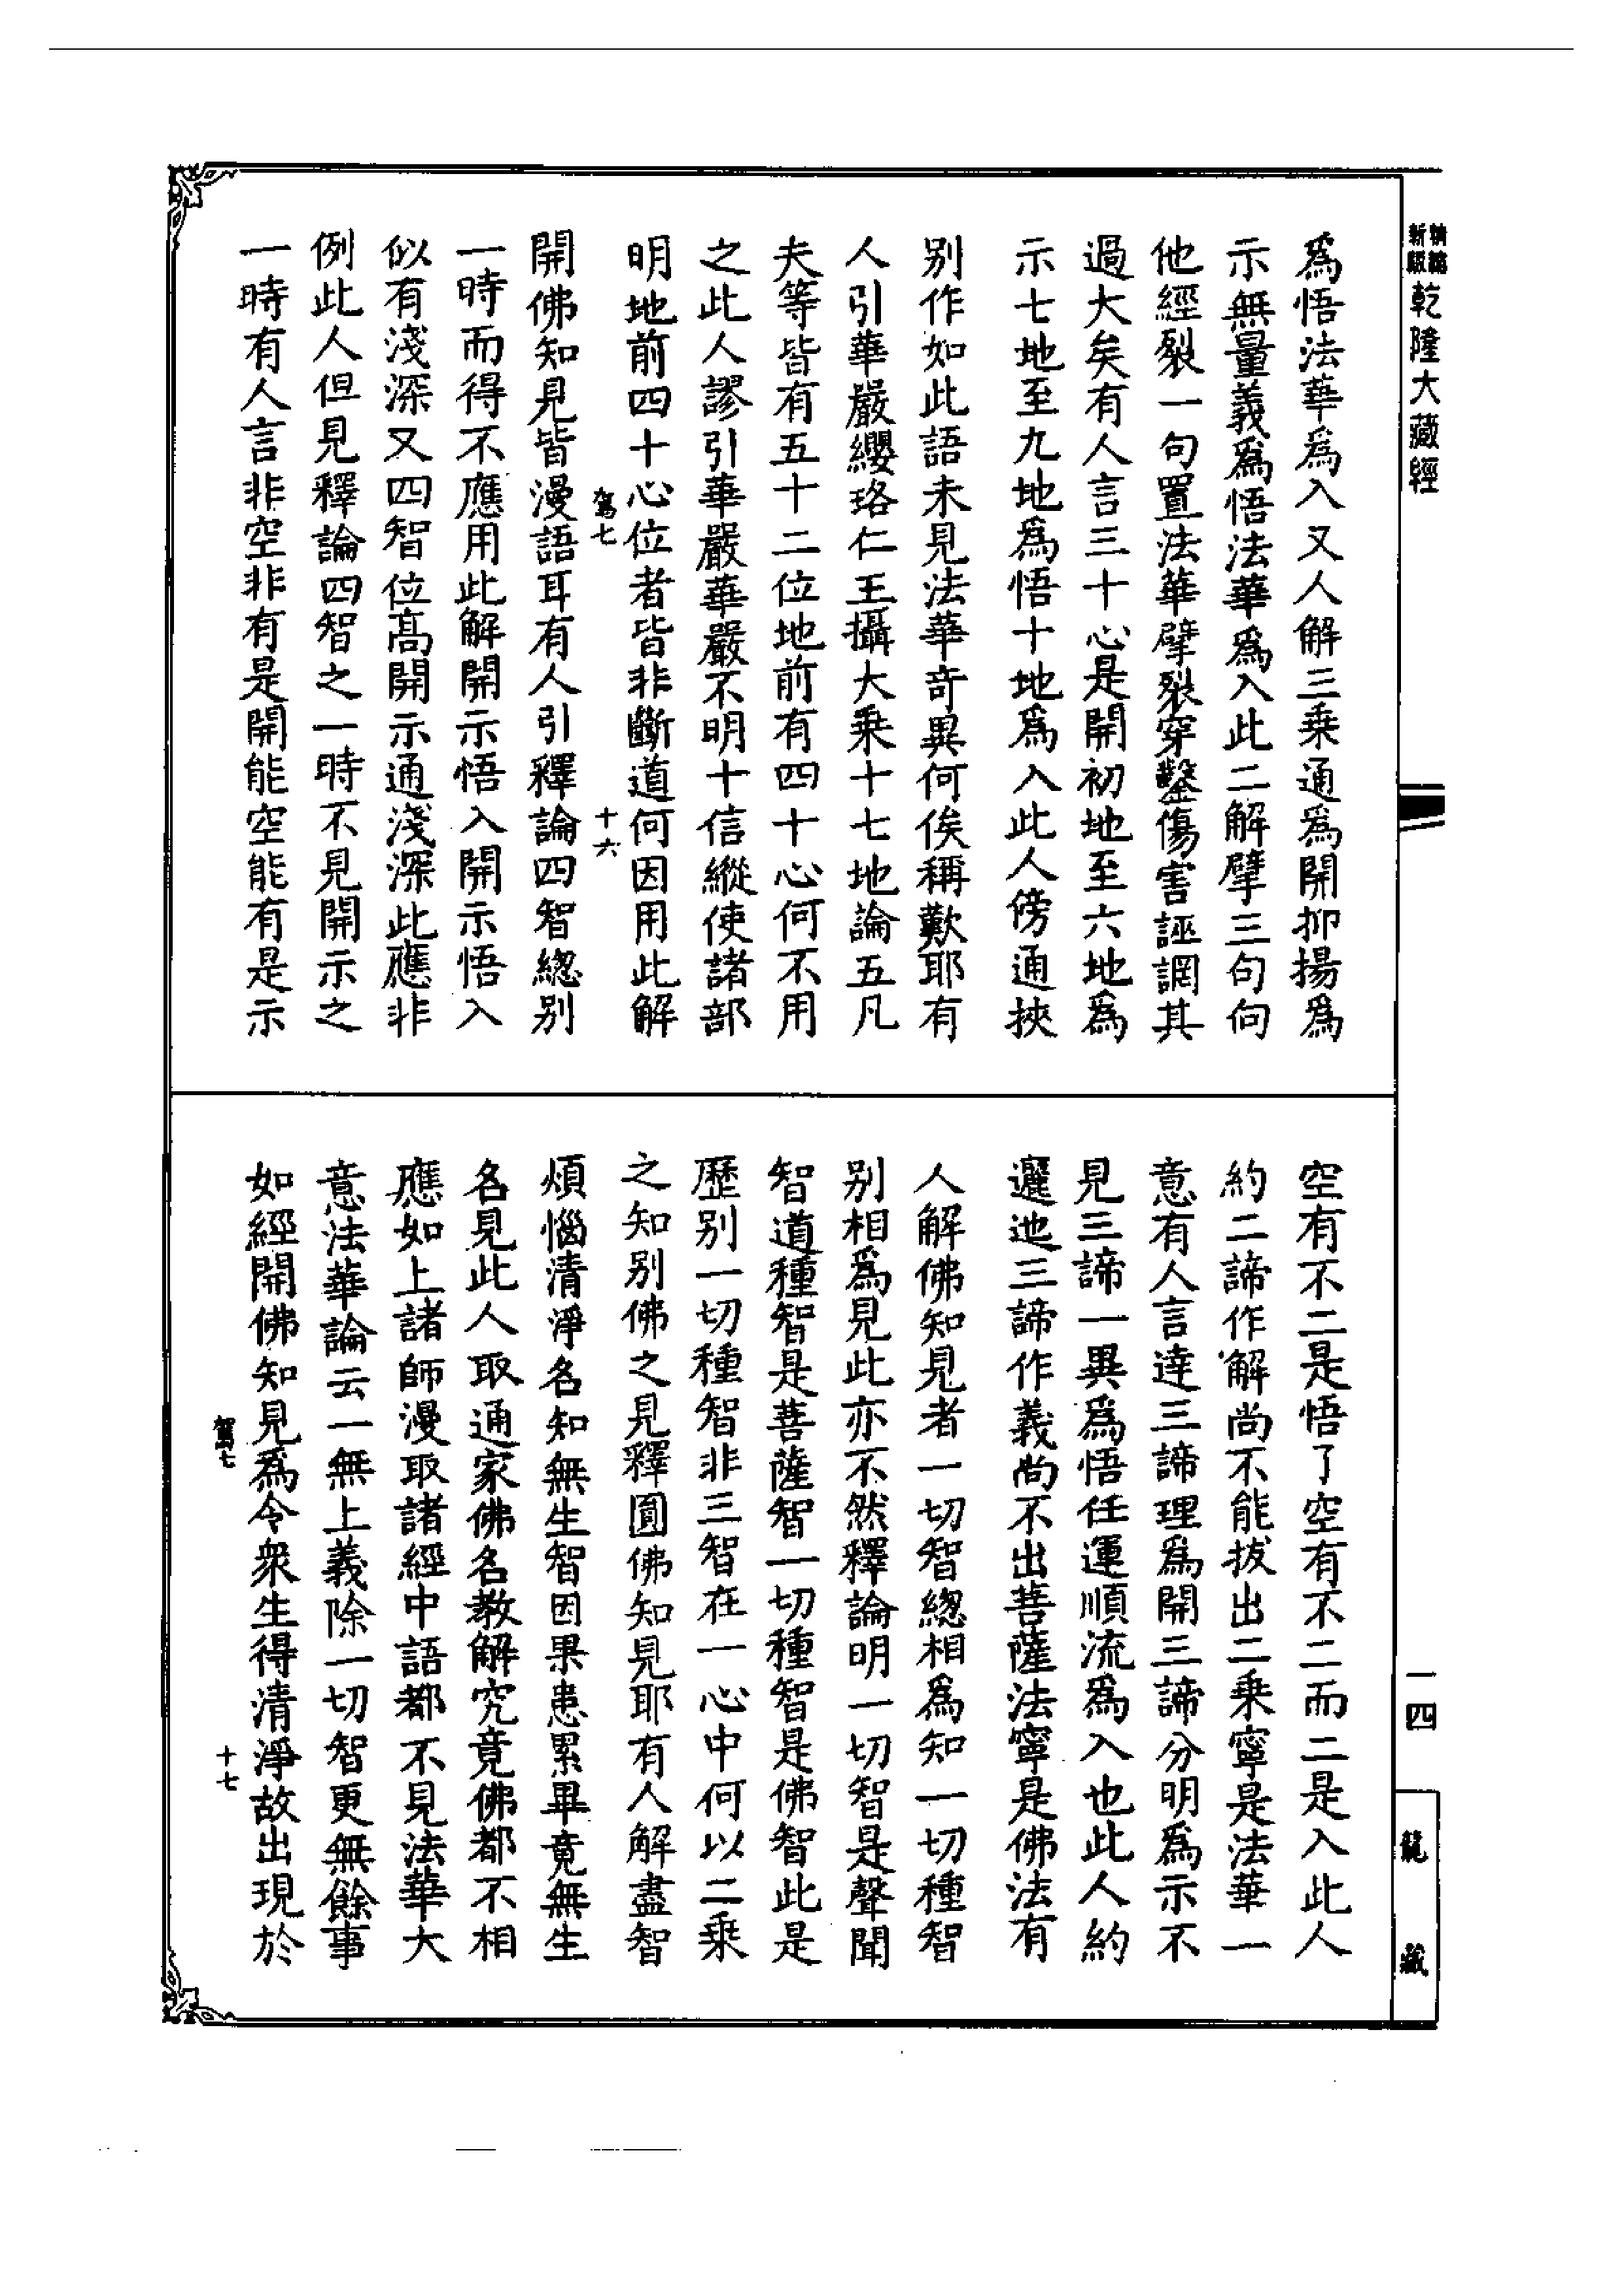 精縮
新版
乾隆大藏經
爲悟法華爲入又人解三乘通爲開抑揚爲
示無量義爲悟法華爲入此二解擘三句句
他經裂一句置法華擘裂穿鑿傷害誣調其
過大矣有人言三十心是開初地至六地爲
示七地至九地爲悟十地爲入此人傍通挾
别作如此語未見法華奇異何俟稱歎耶有
人引華嚴纓珞仁王攝大乘十七地論五凡
夫等皆有五十二位地前有四十心何不用
之此人謬引華嚴華嚴不明十信縱使諸部
明地前四十心位者皆非斷道何因用此解
駕七
十六
開佛知見皆漫語耳有人引釋論四智總别
一時而得不應用此解開示悟入開示悟入
似有淺深又四智位高開示通淺深此應非
例此人但見釋論四智之一時不見開示之
一時有人言非空非有是開能空能有是示
空有不二是悟了空有不二而二是入此人
約二諦作解尚不能拔出二乘寧是法華一
意有人言達三諦理爲開三諦分明爲示不
見三諦一異爲悟任運順流爲入也此人約
邐迆三諦作義尚不出菩薩法寧是佛法有
人解佛知見者一切智總相爲知一切種智
别相爲見此亦不然釋論明一切智是聲聞
智道種智是菩薩智一切種智是佛智此是
歷别一切種智非三智在一心中何以二乘
之知别佛之見釋圓佛知見耶有人解盡智
煩惱清淨名知無生智因果患累畢竟無生
名見此人取通家佛名教解究竟佛都不相
應如上諸師漫取諸經中語都不見法華大
意法華論云一無上義除一切智更無餘事
如經開佛知見爲令衆生得清淨故出現於
駕七
十七
一四
龍藏